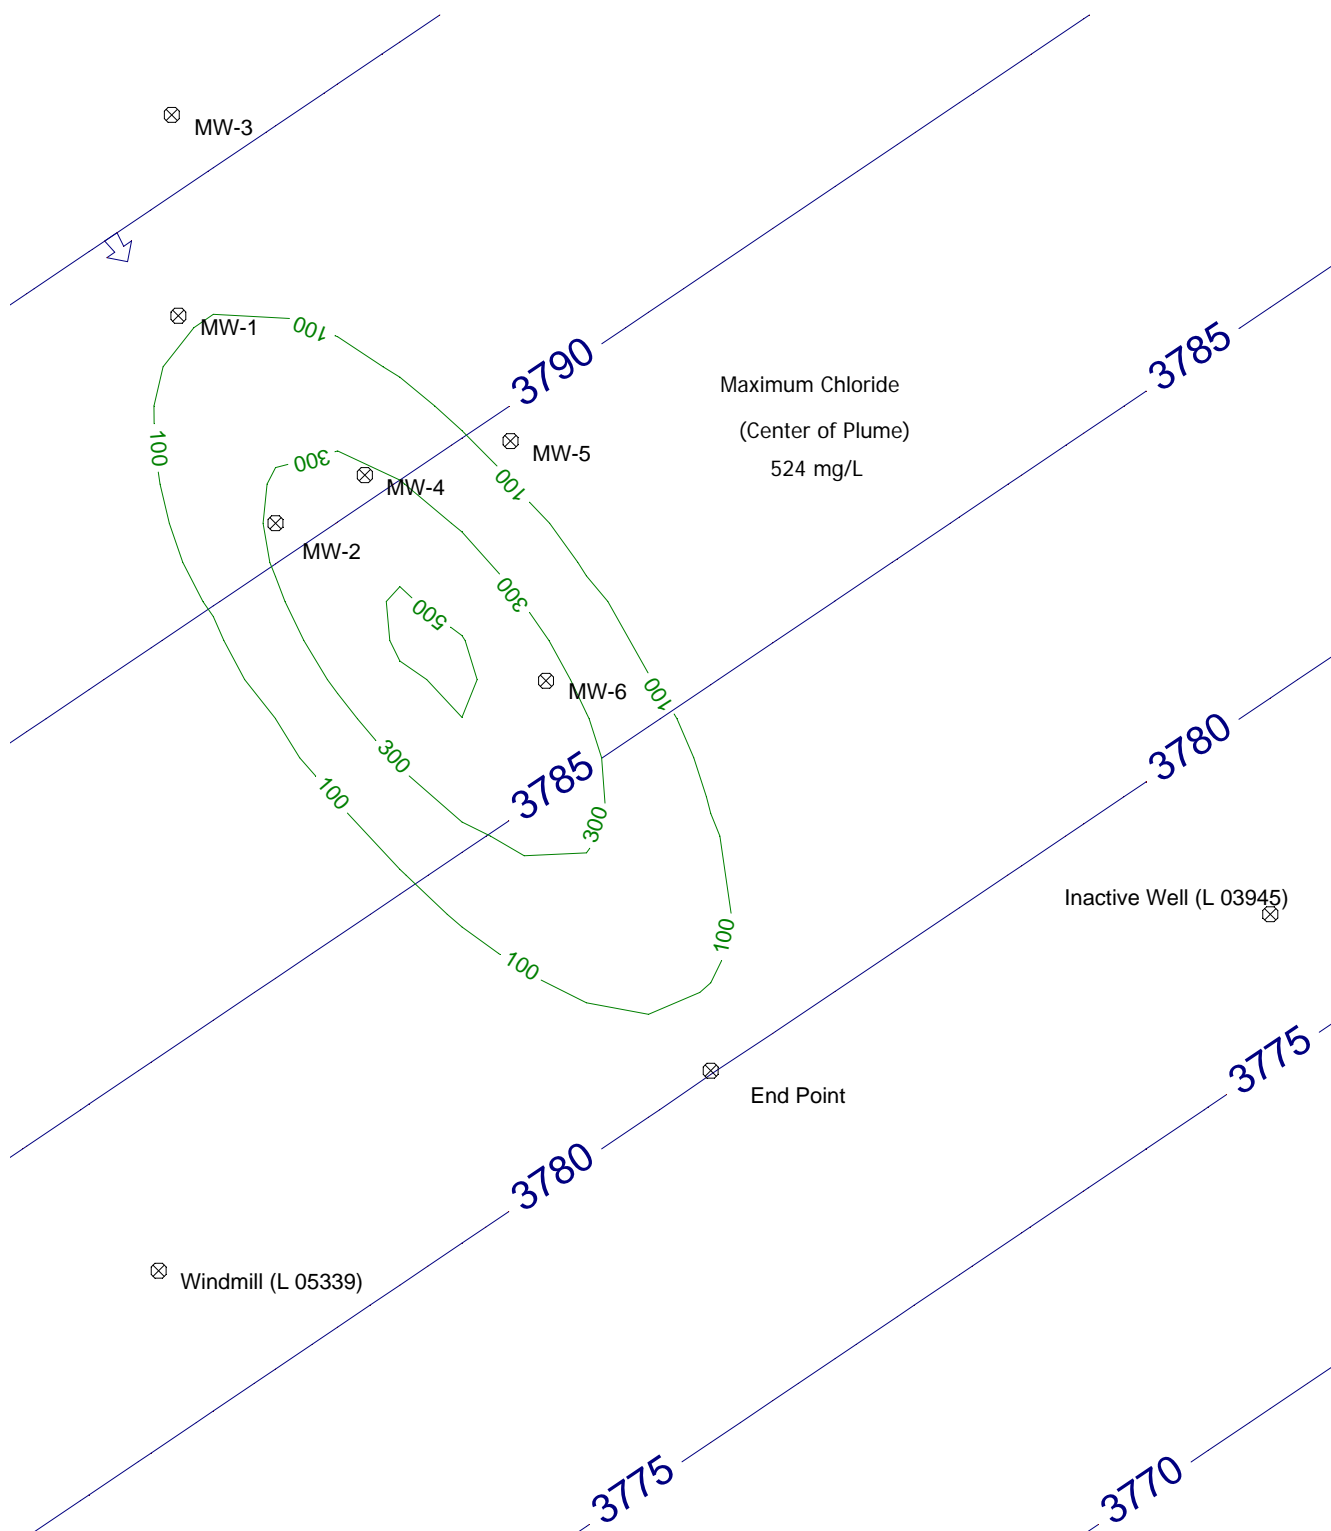 MW-3
MW-1
100
3790
3785
Maximum Chloride
(Center of Plume)
524 mg/L
100
MW-5
300
MW-4
100
MW-2
300
500
MW-6
100
3780
300
3785
100
300
Inactive Well (L 03945)
100
100
3775
End Point
3780
Windmill (L 05339)
3775
3770